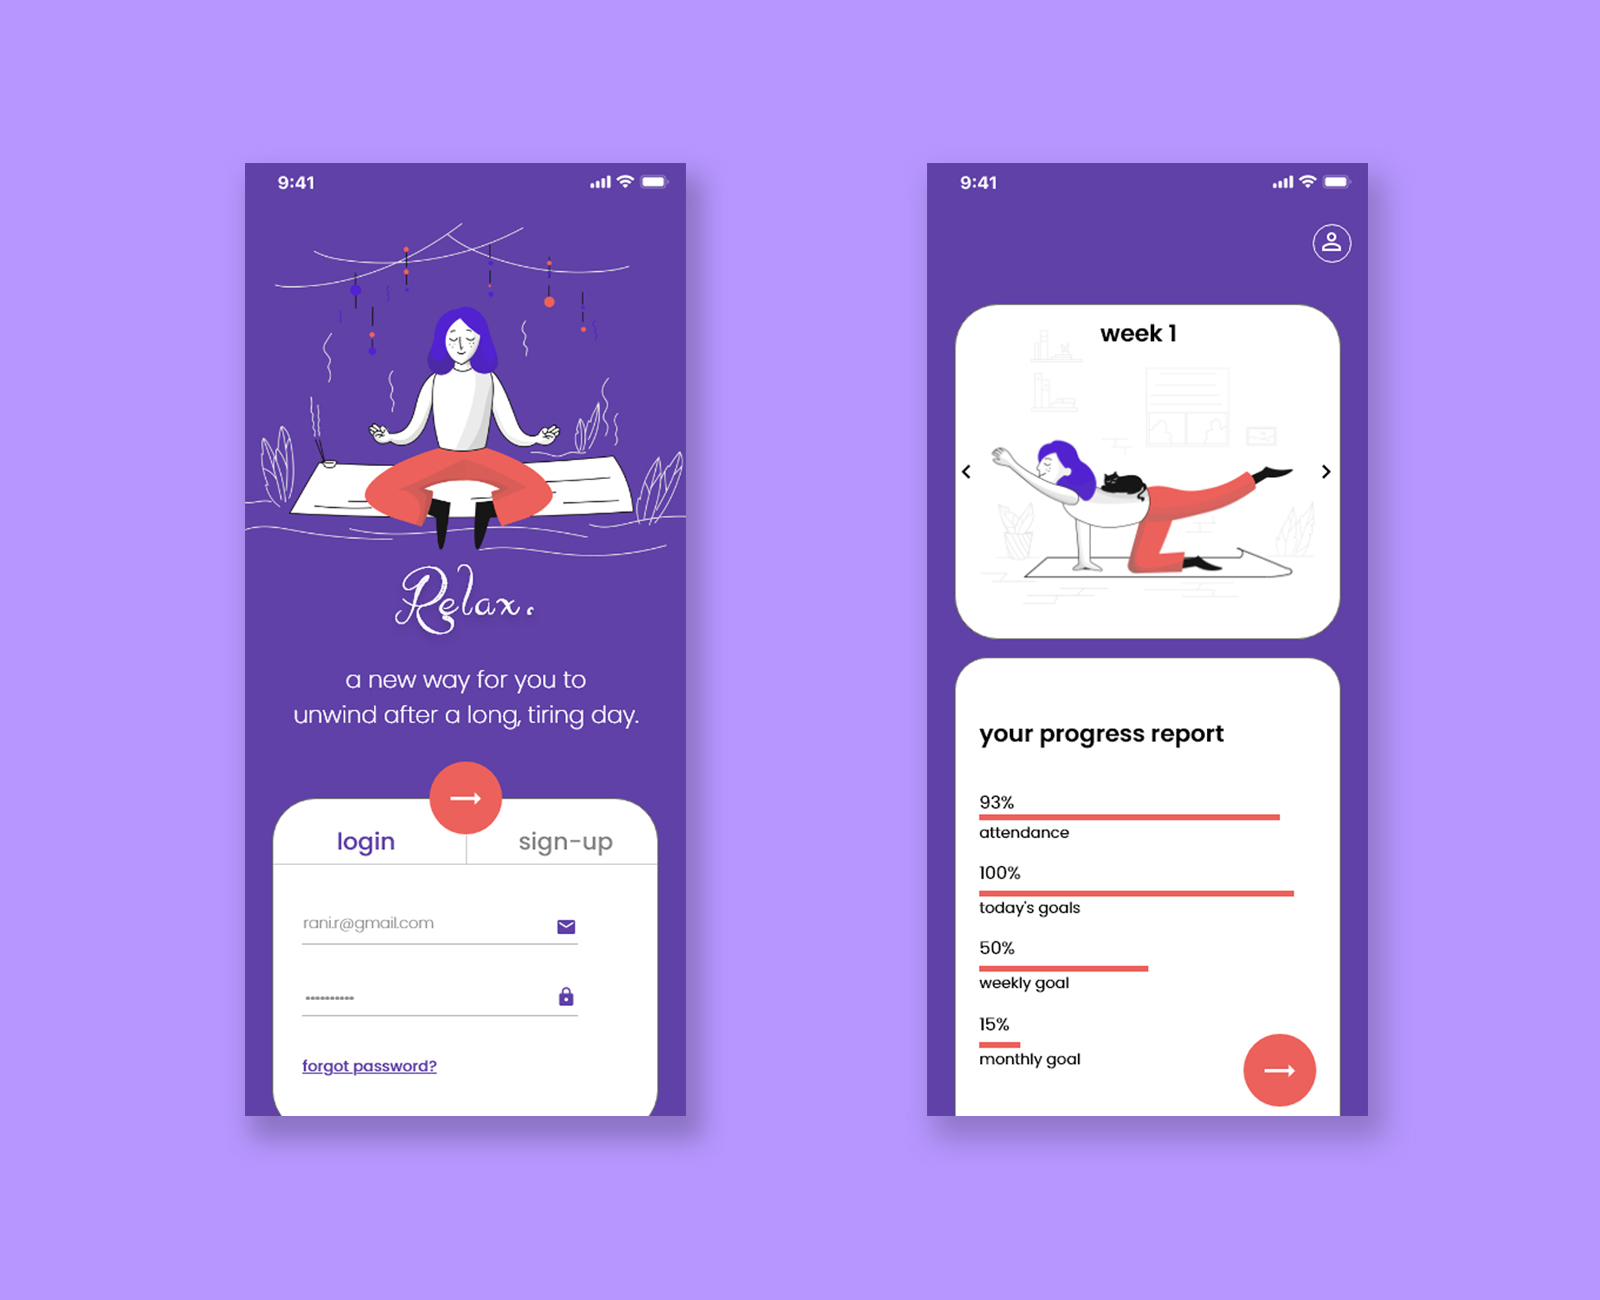 9:41
Relax.
a new way for you to
unwind after a long, tiring day.
login
sign-up
rani.r@gmail.com
forgot password?
9:41
week 1
your progress report
93%
attendance
100%
today's goals
50%
weekly goal
15%
monthly goal